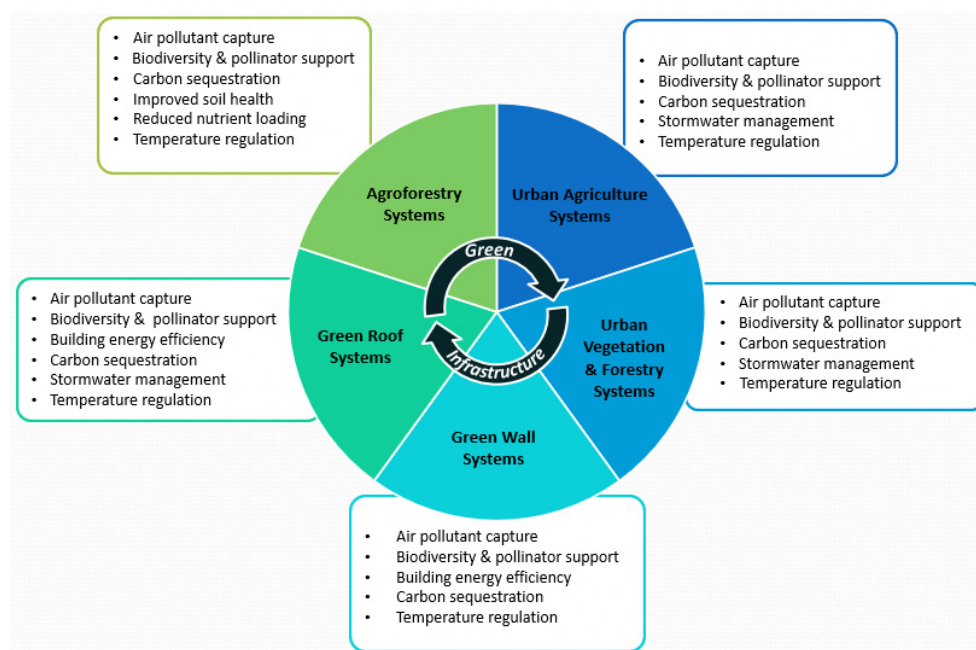 • Air pollutant capture
• Biodiversity & pollinator support
• Carbon sequestration
• Improved soil health
• Reduced nutrient loading
• Temperature regulation
• Air pollutant capture
• Biodiversity & pollinator support
• Carbon sequestration
• Stormwater management
• Temperature regulation
Agroforestry
Systems
Urban Agriculture
Systems
Green
Infrastructure
• Air pollutant capture
• Biodiversity & pollinator support
• Building energy efficiency
• Carbon sequestration
• Stormwater management
• Temperature regulation
Green Roof
Systems
Urban
Vegetation
& Forestry
Systems
• Air pollutant capture
• Biodiversity & pollinator support
• Carbon sequestration
• Stormwater management
• Temperature regulation
Green Wall
Systems
• Air pollutant capture
• Biodiversity & pollinator support
• Building energy efficiency
• Carbon sequestration
• Temperature regulation